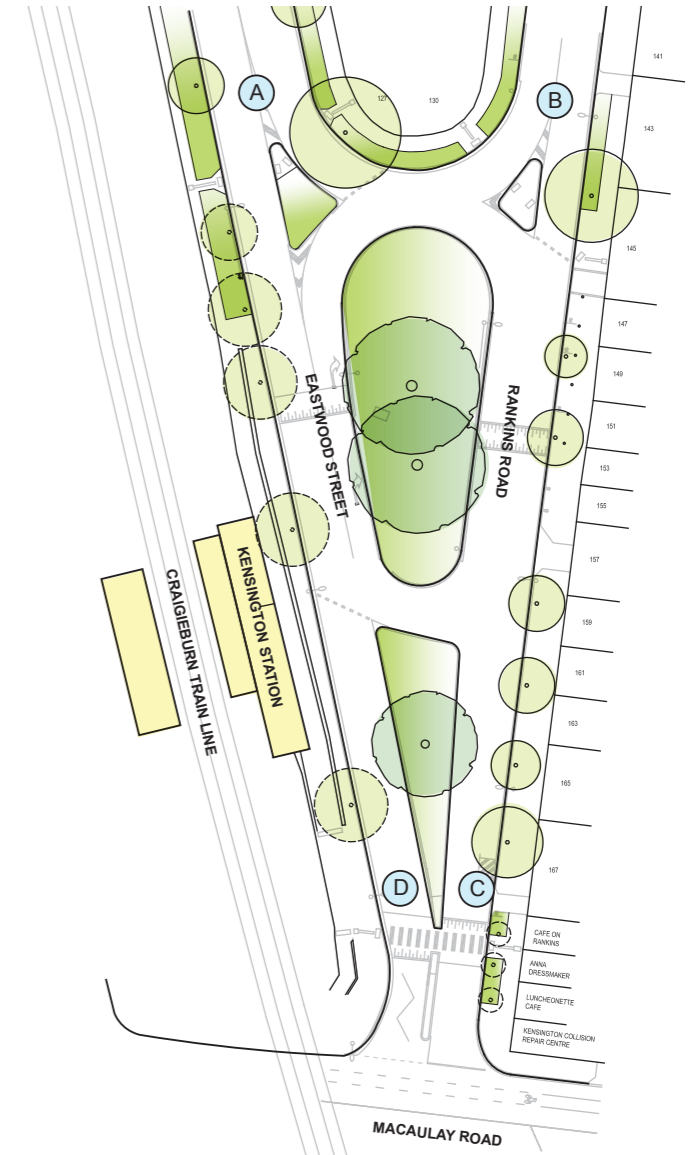 141
A
B
127
130
143
145
147
149
EASTWOOD STREET
RANKINS ROAD
151
153
155
157
KENSINGTON STATION
CRAIGIEBURN TRAIN LINE
159
161
163
165
167
D
C
CAFE ON
RANKINS
ANNA
DRESSMAKER
LUNCHEONETTE
CAFE
KENSINGTON COLLISION
REPAIR CENTRE
MACAULAY ROAD